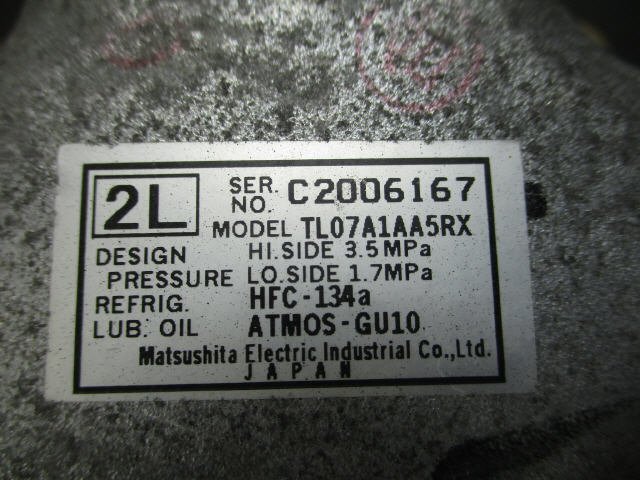 2L
SER. NO. C2006167
MODEL TL07A1AA5RX
DESIGN PRESSURE HI.SIDE 3.5MPa
LO.SIDE 1.7MPa
REFRIG. HFC-134a
LUB. OIL ATMOS-GU10
Matsushita Electric Industrial Co.,Ltd.
JAPAN